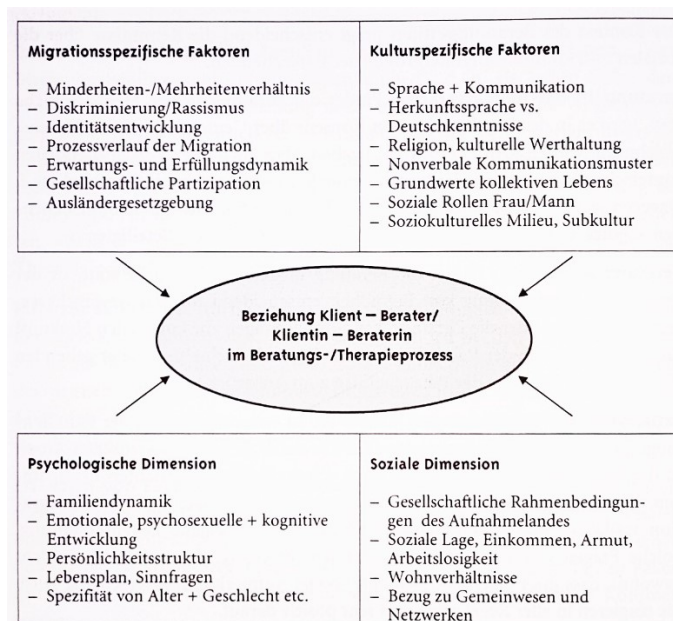 Migrationsspezifische Faktoren
– Minderheiten-/Mehrheitenverhältnis
– Diskriminierung/Rassismus
– Identitätsentwicklung
– Prozessverlauf der Migration
– Erwartungs- und Erfüllungsdynamik
– Gesellschaftliche Partizipation
– Ausländergesetzgebung
Kulturspezifische Faktoren
– Sprache + Kommunikation
– Herkunftssprache vs.
Deutschkenntnisse
– Religion, kulturelle Werthaltung
– Nonverbale Kommunikationsmuster
– Grundwerte kollektiven Lebens
– Soziale Rollen Frau/Mann
– Soziokulturelles Milieu, Subkultur
Beziehung Klient – Berater/
Klientin – Beraterin
im Beratungs-/Therapieprozess
Psychologische Dimension
– Familiendynamik
– Emotionale, psychosexuelle + kognitive
Entwicklung
– Persönlichkeitsstruktur
– Lebensplan, Sinnfragen
– Spezifität von Alter + Geschlecht etc.
Soziale Dimension
– Gesellschaftliche Rahmenbedingun-
gen des Aufnahmelandes
– Soziale Lage, Einkommen, Armut,
Arbeitslosigkeit
– Wohnverhältnisse
– Bezug zu Gemeinwesen und
Netzwerken